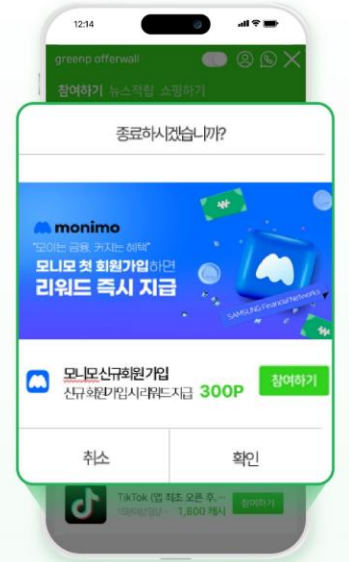 12:14
greenp offerwall
참여하기 뉴스적립 쇼핑하기
종료하시겠습니까?
monimo
"모이는 금융, 커지는 혜택"
모니모 첫 회원가입하면
리워드 즉시 지급
SAMSUNG Financial Networks
모니모 신규회원 가입
신규 회원가입시 리워드 지급 300P
참여하기
취소
확인
TikTok (앱 최초 오픈 후, ~
1,800 캐시
참여하기